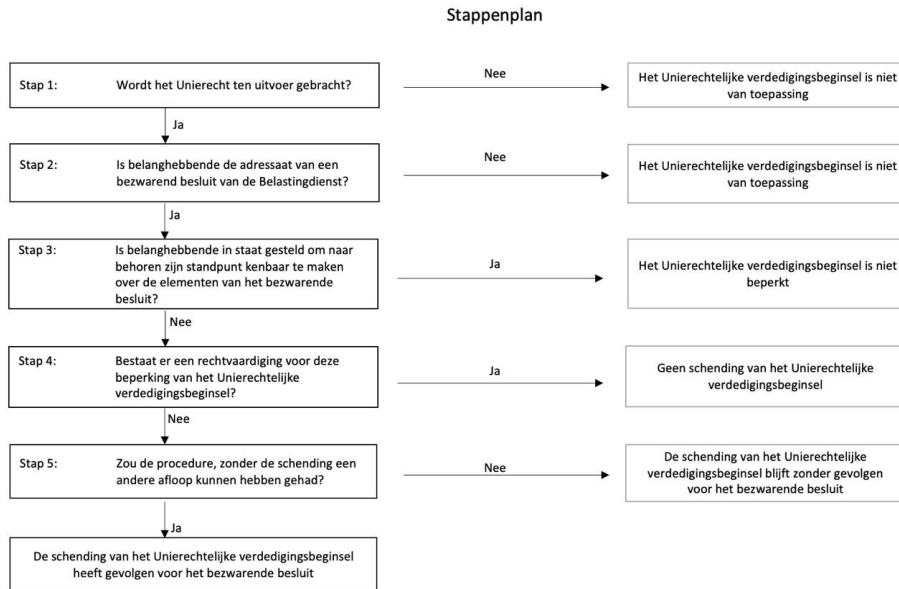 Stappenplan
Stap 1: Wordt het Unierecht ten uitvoer gebracht?
Nee
Het Unierechtelijke verdedigingsbeginsel is niet
van toepassing
Ja
Stap 2: Is belanghebbende de adressaat van een
bezwarend besluit van de Belastingdienst?
Nee
Het Unierechtelijke verdedigingsbeginsel is niet
van toepassing
Ja
Stap 3: Is belanghebbende in staat gesteld om naar
behoren zijn standpunt kenbaar te maken
over de elementen van het bezwarende
besluit?
Ja
Het Unierechtelijke verdedigingsbeginsel is niet
beperkt
Nee
Stap 4: Bestaat er een rechtvaardiging voor deze
beperking van het Unierechtelijke
verdedigingsbeginsel?
Ja
Geen schending van het Unierechtelijke
verdedigingsbeginsel
Nee
Stap 5: Zou de procedure, zonder de schending een
andere afloop kunnen hebben gehad?
Nee
De schending van het Unierechtelijke
verdedigingsbeginsel blijft zonder gevolgen
voor het bezwarende besluit
Ja
De schending van het Unierechtelijke verdedigingsbeginsel
heeft gevolgen voor het bezwarende besluit